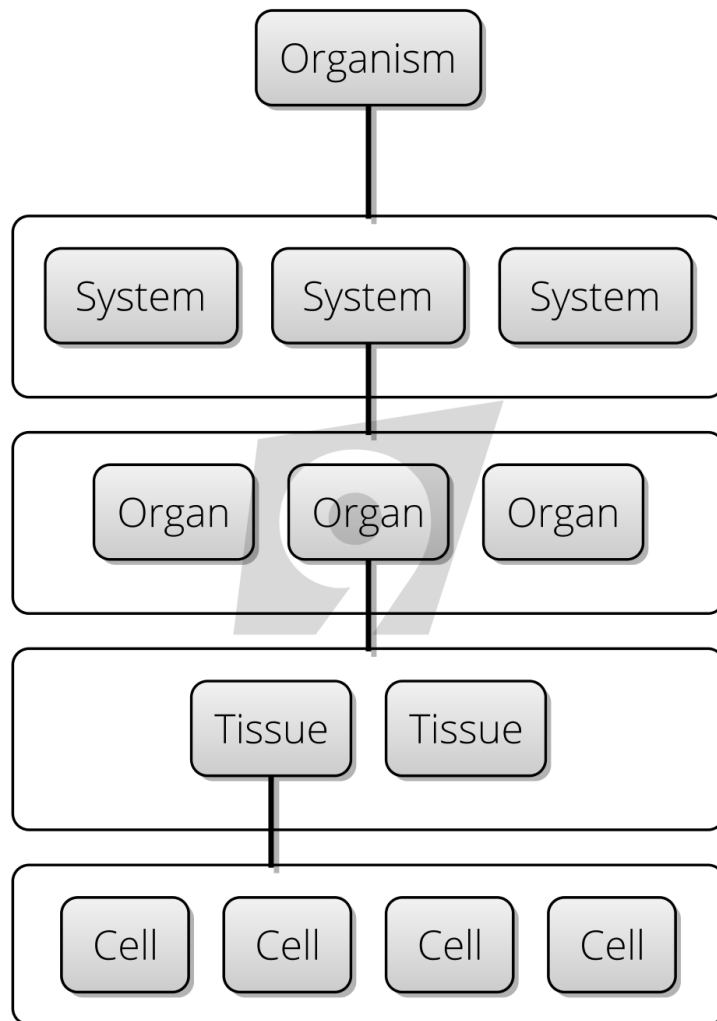 Organism
System System System
Organ Organ Organ
Tissue Tissue
Cell Cell Cell Cell